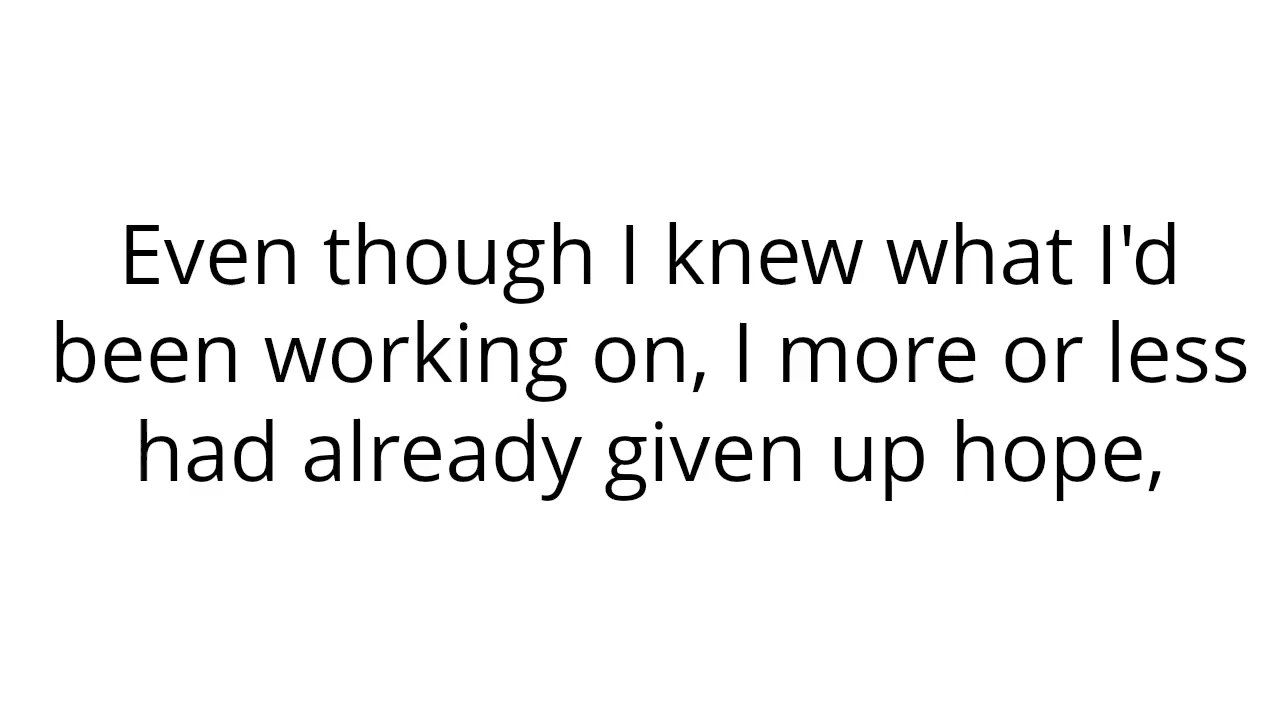 Even though I knew what I'd
been working on, I more or less
had already given up hope,